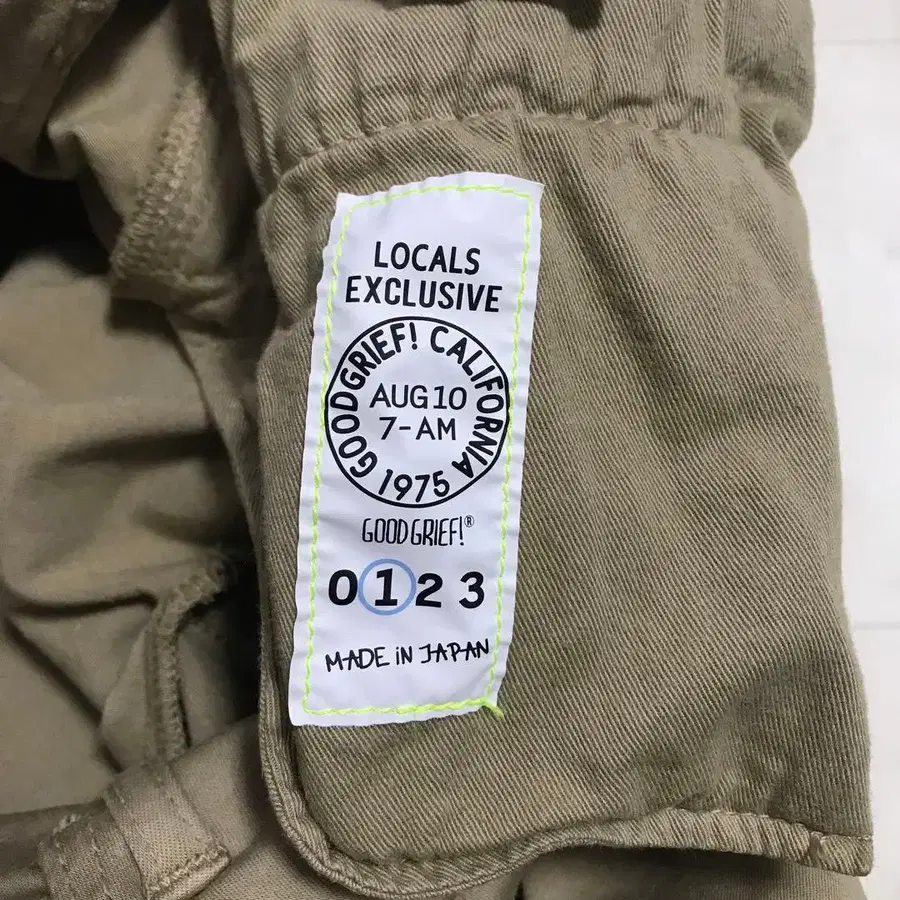 LOCALS
EXCLUSIVE
GOODGRIEF! CALIFORNIA
AUG 10
7-AM
1975
GOOD GRIEF!®
0 1 2 3
MADE iN JAPAN